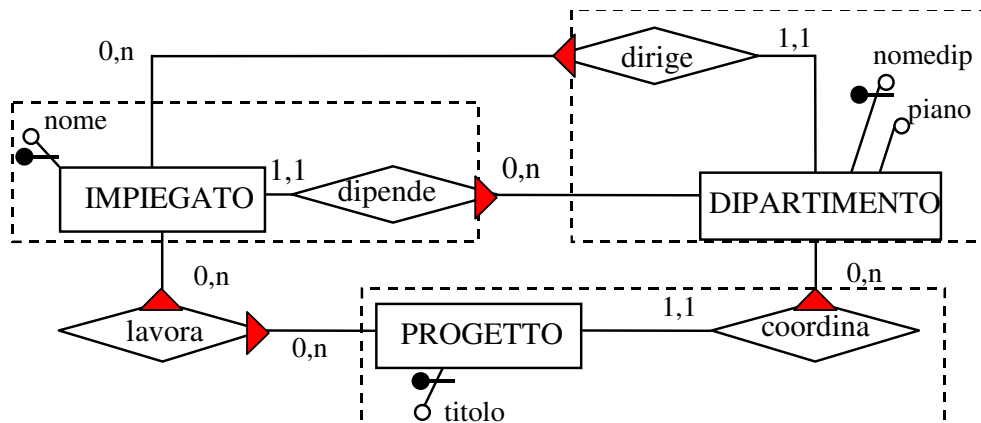 0,n
dirige
1,1
nomedip
piano
nome
IMPIEGATO
1,1
dipende
0,n
DIPARTIMENTO
0,n
lavora
0,n
PROGETTO
1,1
coordina
0,n
titolo